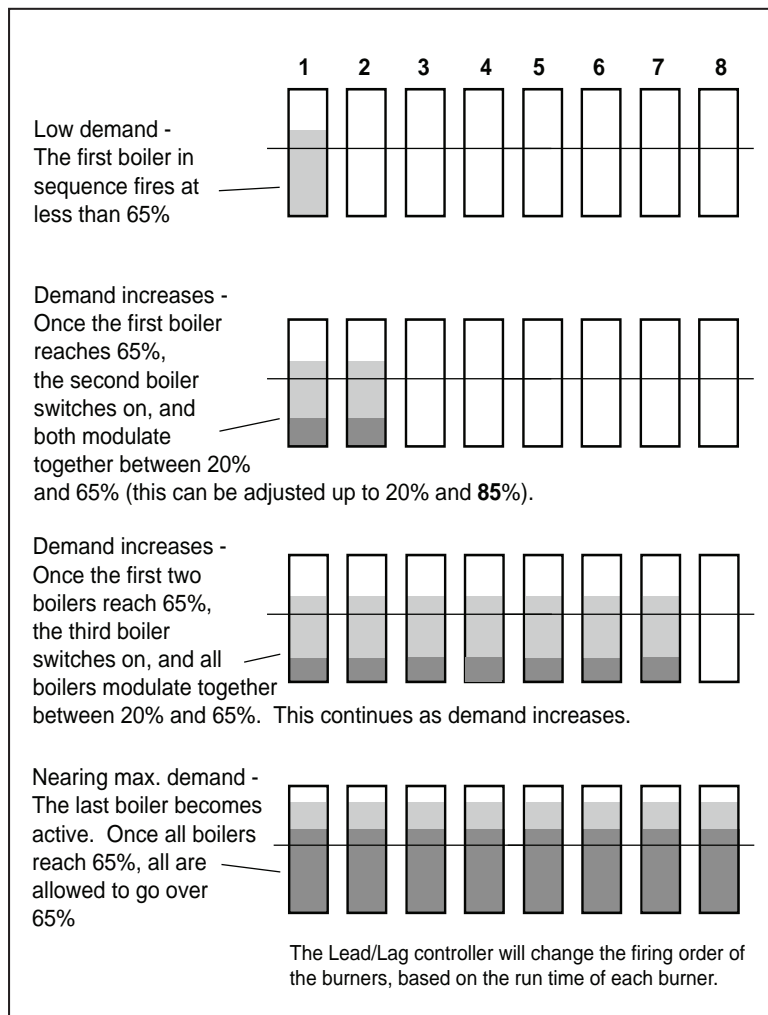 1 2 3 4 5 6 7 8
Low demand -
The first boiler in
sequence fires at
less than 65%
Demand increases -
Once the first boiler
reaches 65%,
the second boiler
switches on, and
both modulate
together between 20%
and 65% (this can be adjusted up to 20% and 85%).
Demand increases -
Once the first two
boilers reach 65%,
the third boiler
switches on, and all
boilers modulate together
between 20% and 65%.  This continues as demand increases.
Nearing max. demand -
The last boiler becomes
active.  Once all boilers
reach 65%, all are
allowed to go over
65%
The Lead/Lag controller will change the firing order of
the burners, based on the run time of each burner.